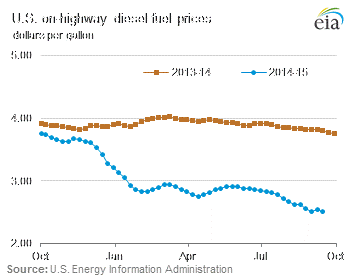 U.S. on-highway diesel fuel prices
dollars per gallon
eia
5.00
2013-14
2014-15
4.00
3.00
2.00
Oct Jan Apr Jul Oct
Source: U.S. Energy Information Administration